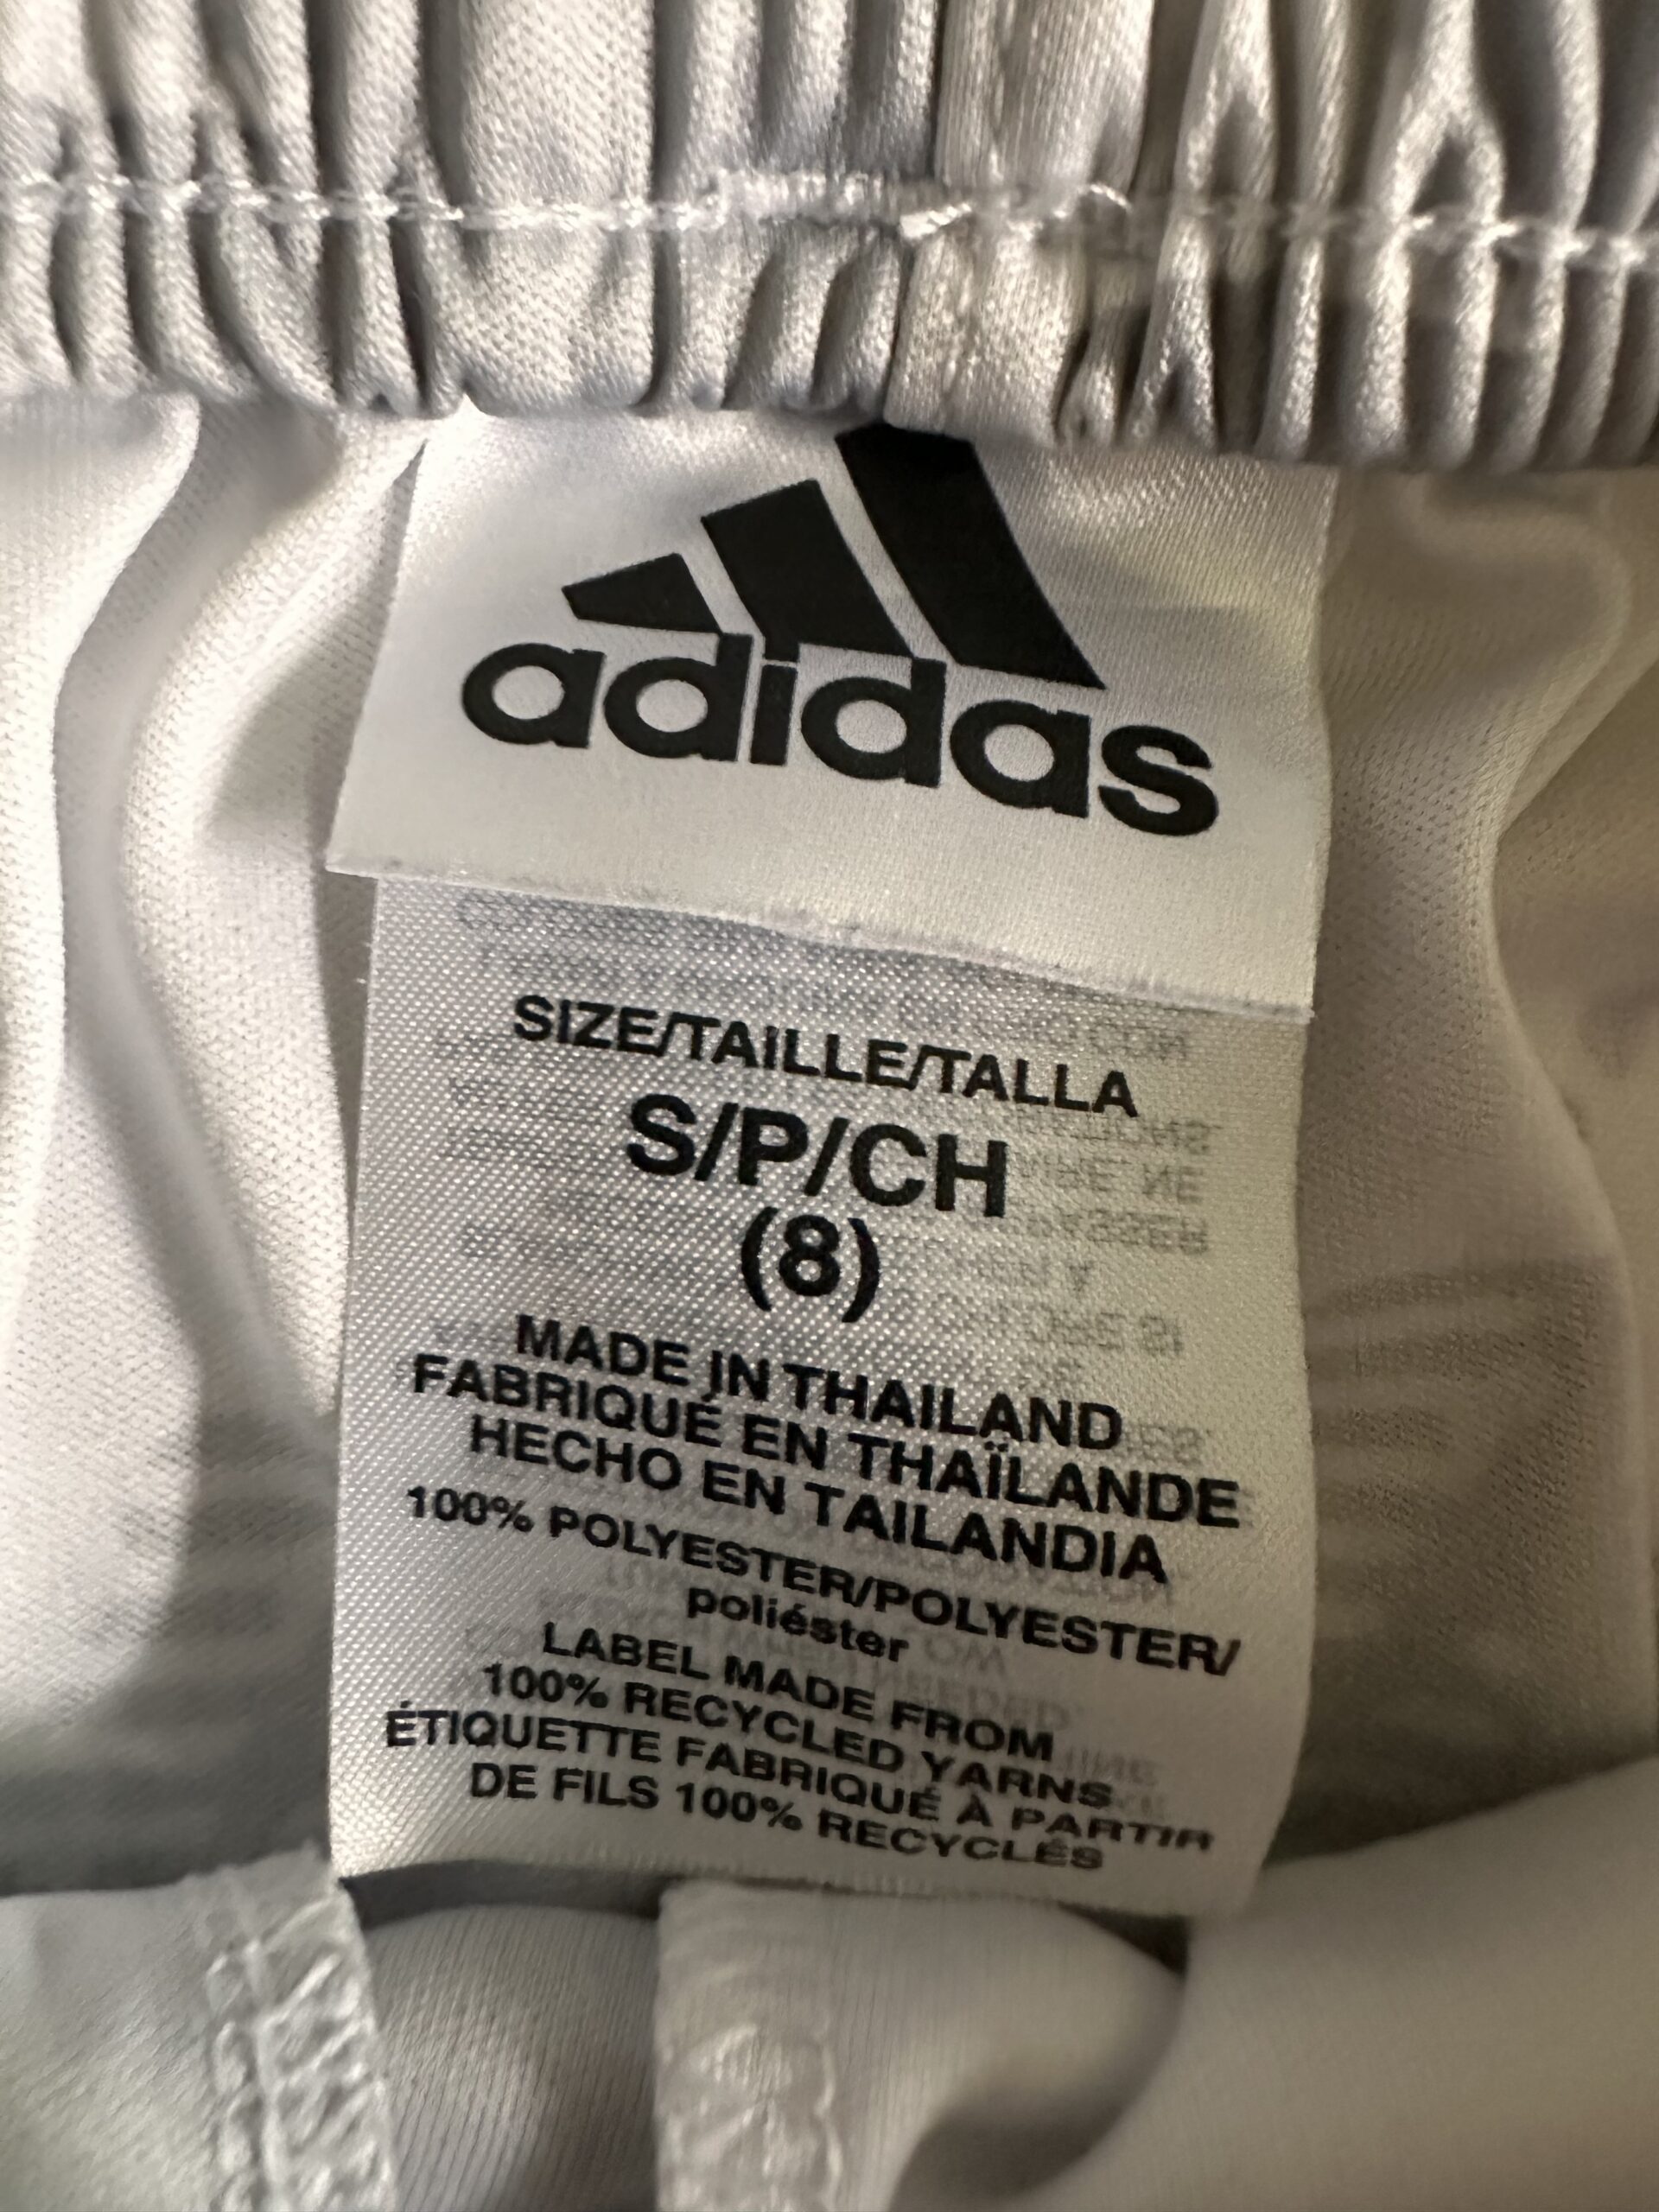 adidas
SIZE/TAILLE/TALLA
S/P/CH
(8)
MADE IN THAILAND
FABRIQUÉ EN THAÏLANDE
HECHO EN TAILANDIA
100% POLYESTER/POLYESTER/
poliéster
LABEL MADE FROM
100% RECYCLED YARNS
ÉTIQUETTE FABRIQUÉ À PARTIR
DE FILS 100% RECYCLÉS